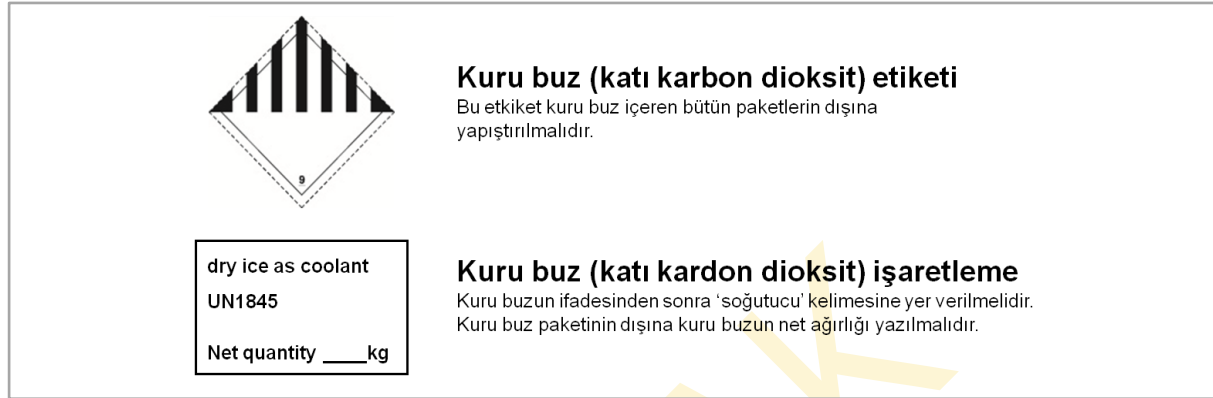 Kuru buz (katı karbon dioksit) etiketi
Bu etkiket kuru buz içeren bütün paketlerin dışına
yapıştırılmalıdır.
9
dry ice as coolant
UN1845
Net quantity ____kg
Kuru buz (katı kardon dioksit) işaretleme
Kuru buzun ifadesinden sonra ‘soğutucu’ kelimesine yer verilmelidir.
Kuru buz paketinin dışına kuru buzun net ağırlığı yazılmalıdır.